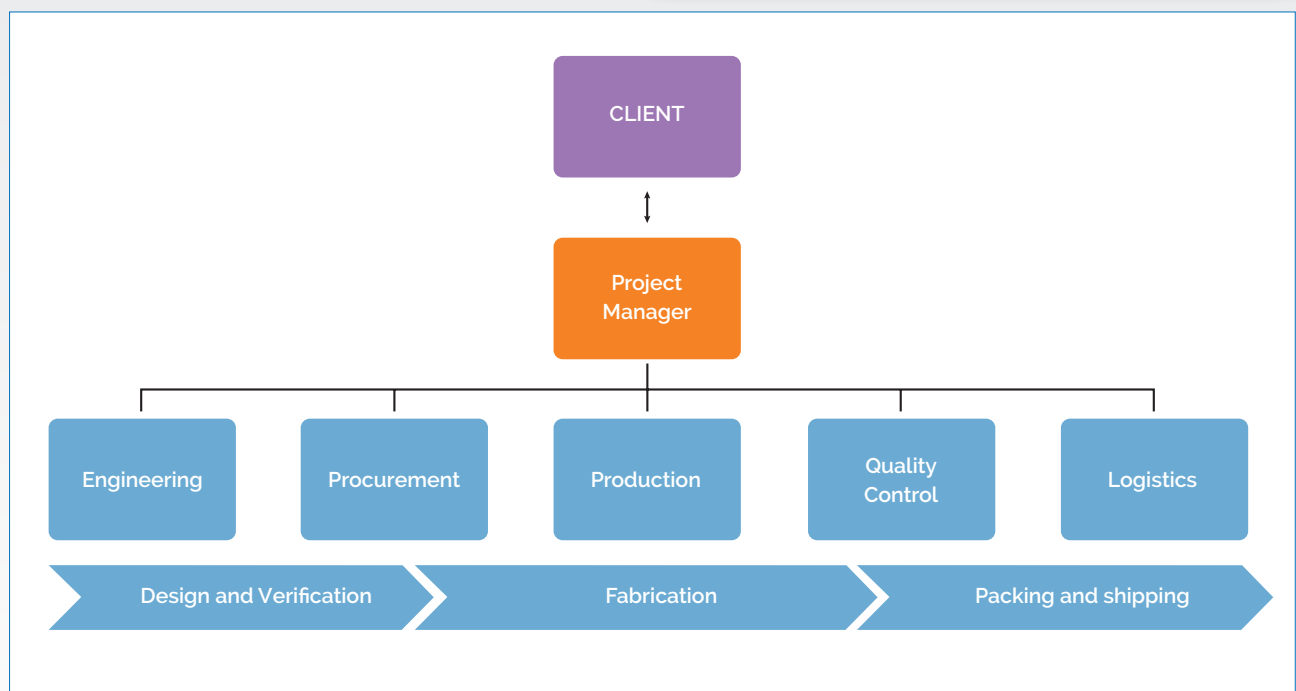 CLIENT
Project
Manager
Engineering
Procurement
Production
Quality
Control
Logistics
Design and Verification
Fabrication
Packing and shipping